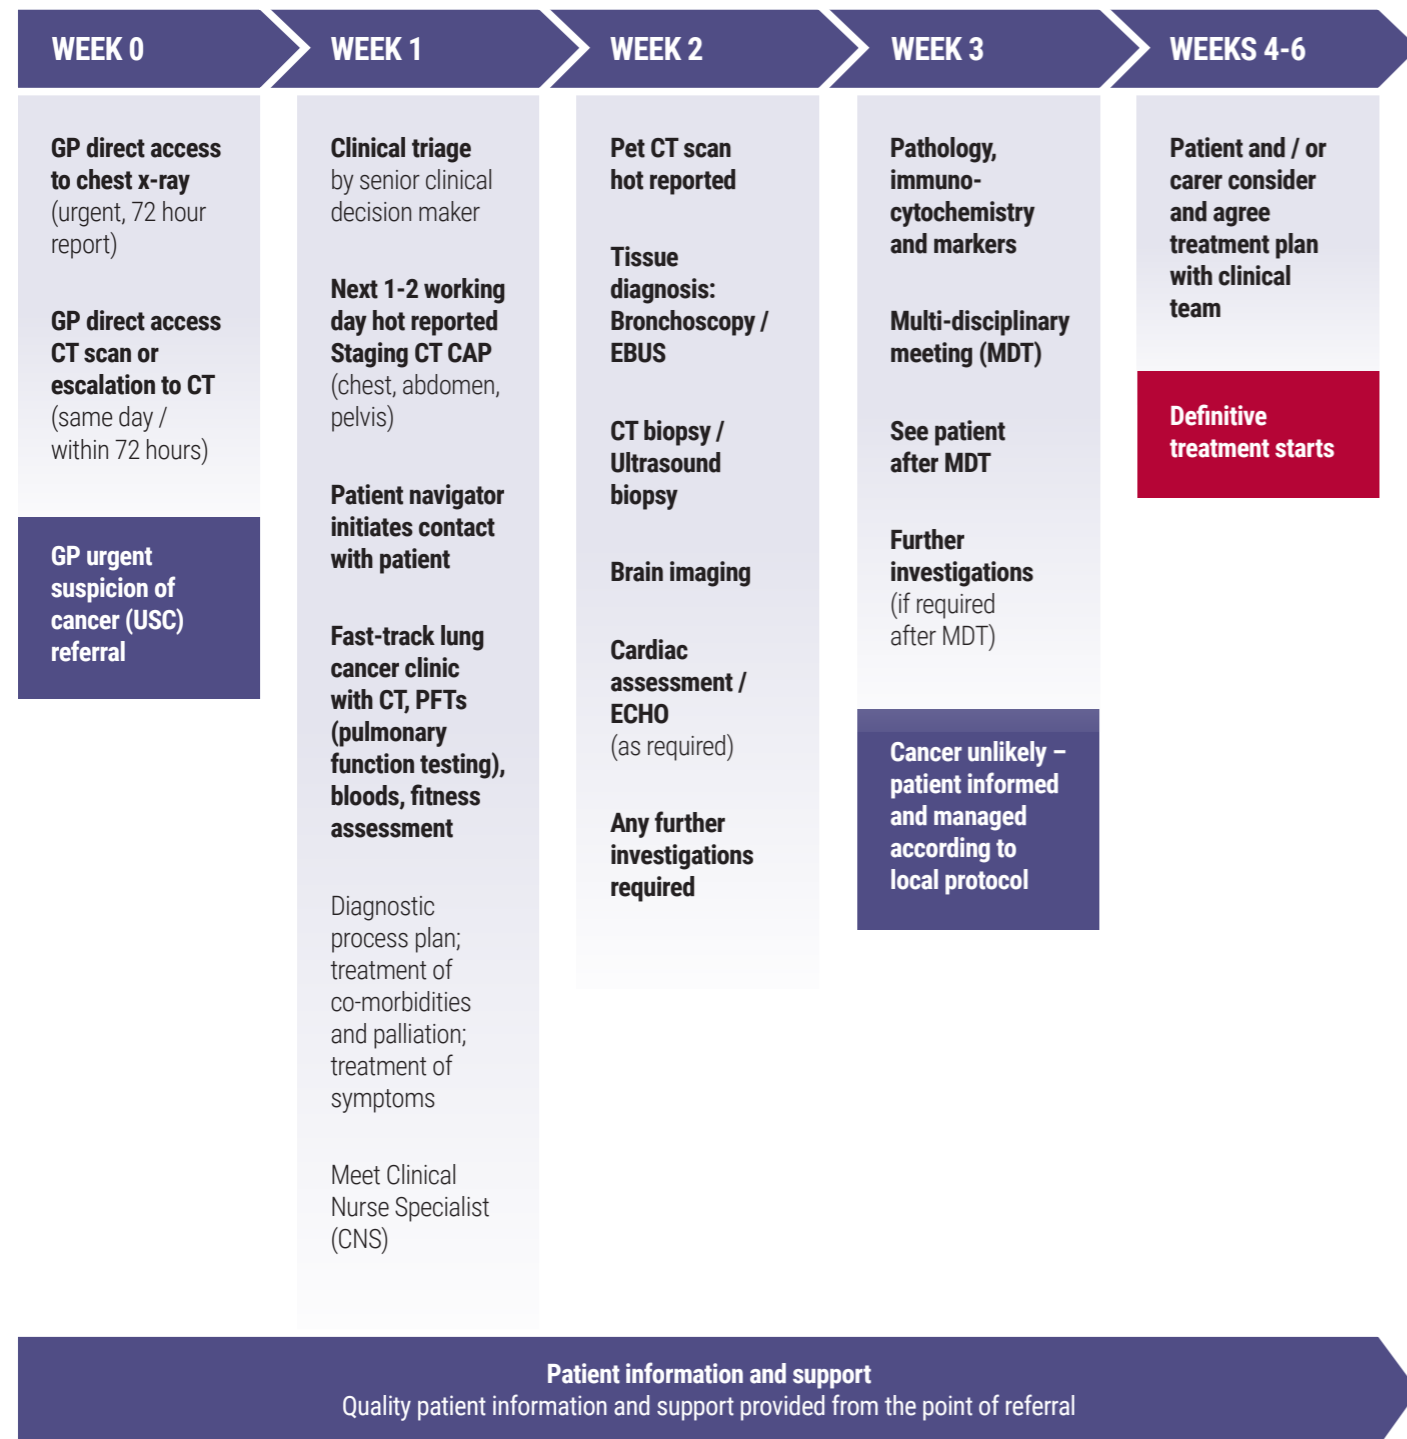 WEEK 0
WEEK 1
WEEK 2
WEEK 3
WEEKS 4-6
GP direct access
to chest x-ray
(urgent, 72 hour
report)
GP direct access
CT scan or
escalation to CT
(same day /
within 72 hours)
GP urgent
suspicion of
cancer (USC)
referral
Clinical triage
by senior clinical
decision maker
Next 1-2 working
day hot reported
Staging CT CAP
(chest, abdomen,
pelvis)
Patient navigator
initiates contact
with patient
Fast-track lung
cancer clinic
with CT, PFTs
(pulmonary
function testing),
bloods, fitness
assessment
Diagnostic
process plan;
treatment of
co-morbidities
and palliation;
treatment of
symptoms
Meet Clinical
Nurse Specialist
(CNS)
Pet CT scan
hot reported
Tissue
diagnosis:
Bronchoscopy /
EBUS
CT biopsy /
Ultrasound
biopsy
Brain imaging
Cardiac
assessment /
ECHO
(as required)
Any further
investigations
required
Pathology,
immuno-
cytochemistry
and markers
Multi-disciplinary
meeting (MDT)
See patient
after MDT
Further
investigations
(if required
after MDT)
Cancer unlikely –
patient informed
and managed
according to
local protocol
Patient and / or
carer consider
and agree
treatment plan
with clinical
team
Definitive
treatment starts
Patient information and support
Quality patient information and support provided from the point of referral